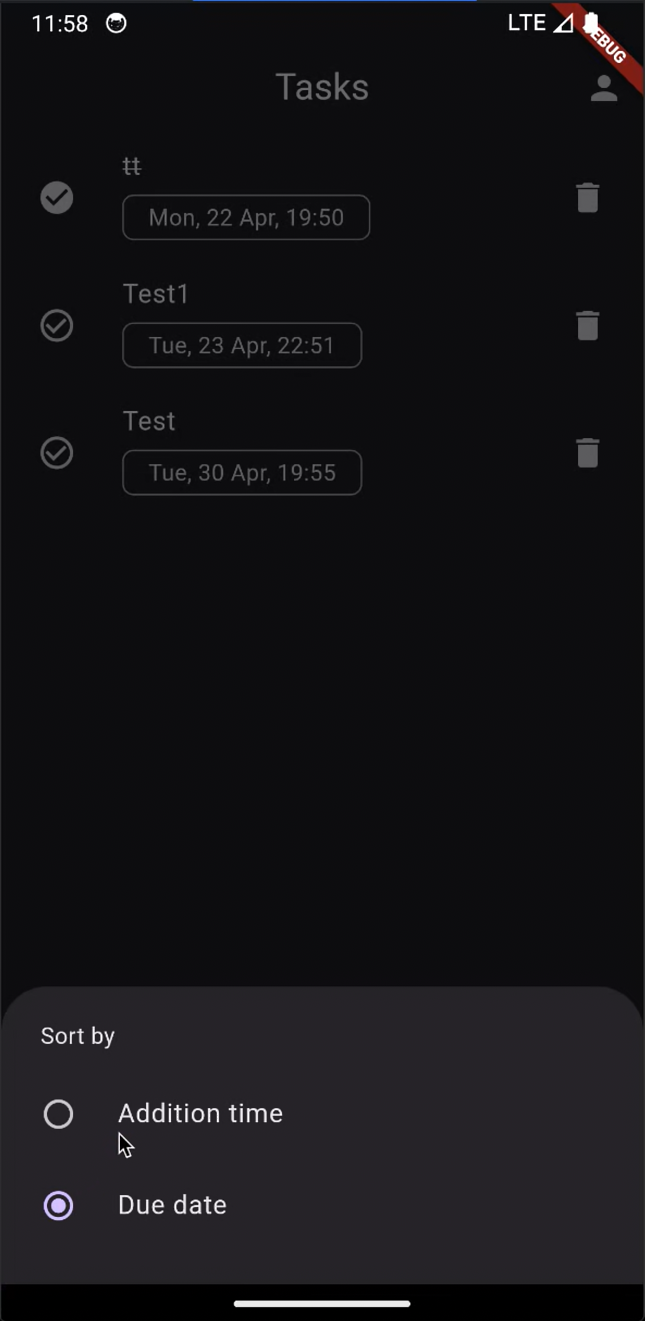 11:58
LTE
Tasks
tt
Mon, 22 Apr, 19:50
Test1
Tue, 23 Apr, 22:51
Test
Tue, 30 Apr, 19:55
Sort by
Addition time
Due date